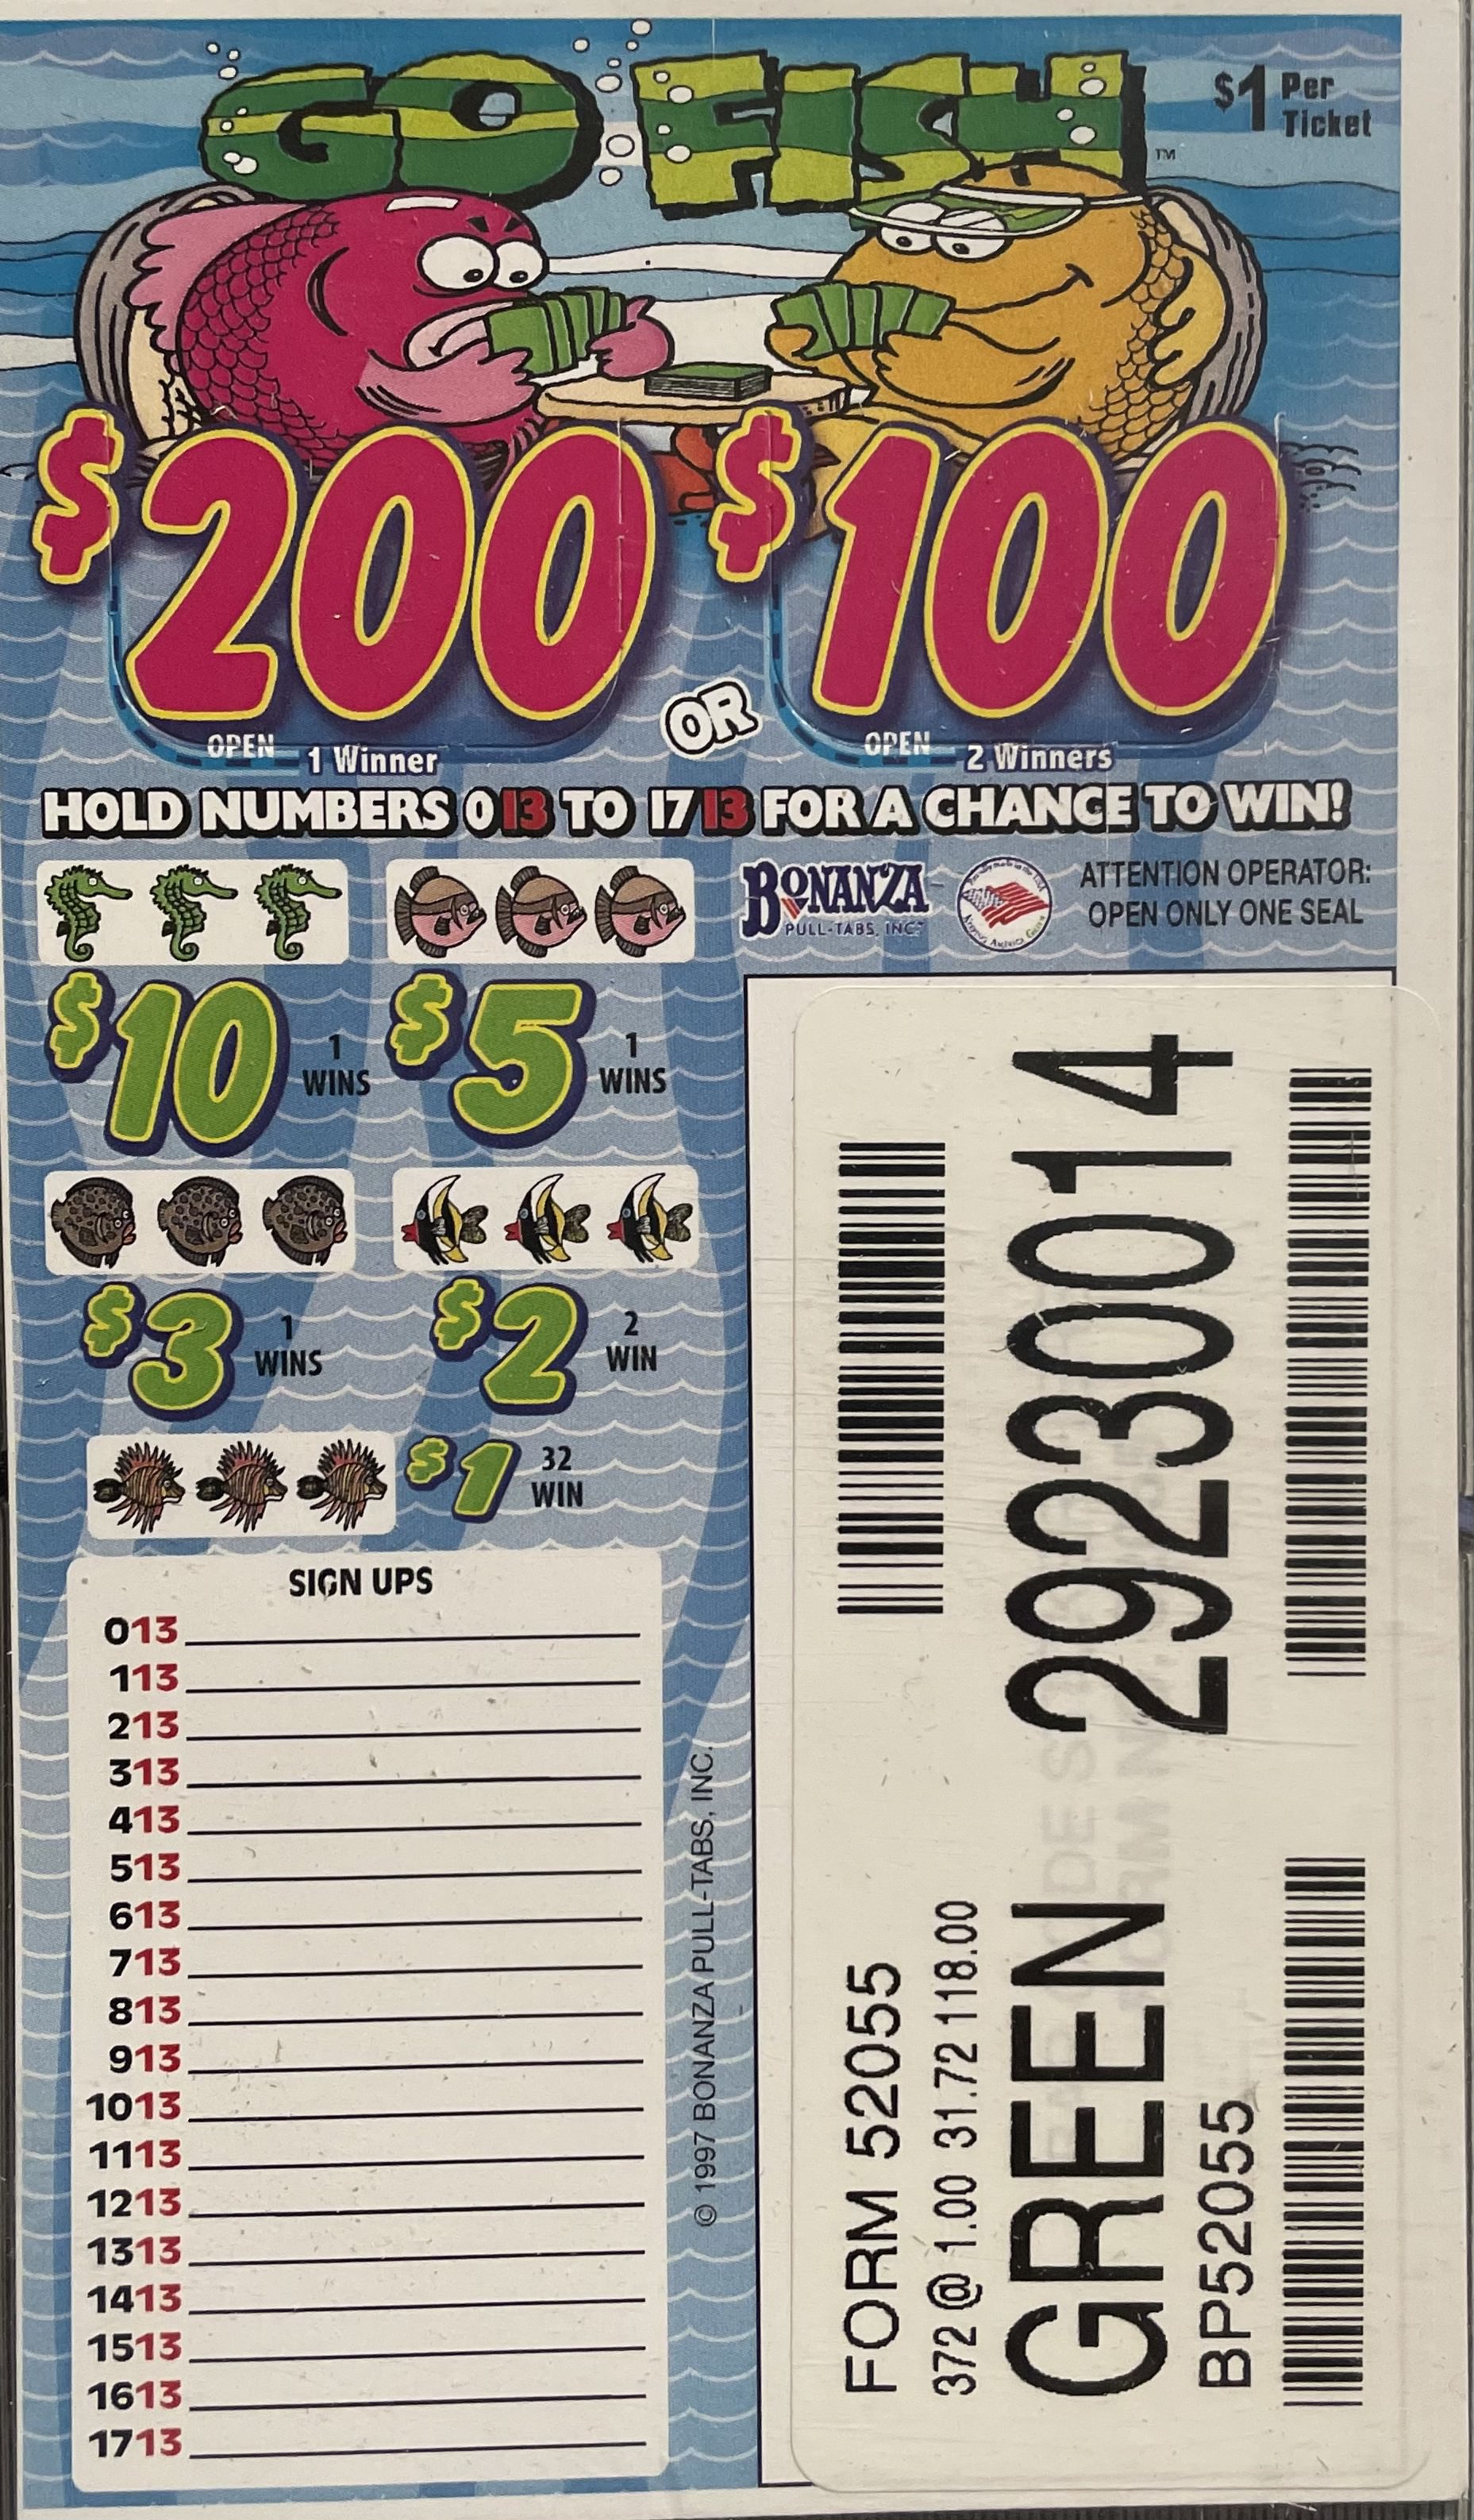 GO FISH™
$1 Per Ticket
$200 OR $100
OPEN 1 Winner
OPEN 2 Winners
HOLD NUMBERS 013 TO 1713 FOR A CHANCE TO WIN!
BONANZA
PULL-TABS, INC.
ATTENTION OPERATOR:
OPEN ONLY ONE SEAL
$10 1 WINS
$5 1 WINS
$3 1 WINS
$2 2 WIN
$1 32 WIN
SIGN UPS
013
113
213
313
413
513
613
713
813
913
1013
1113
1213
1313
1413
1513
1613
1713
© 1997 BONANZA PULL-TABS, INC.
FORM 52055
372 @ 1.00 31.72 118.00
GREEN 29230014
BP52055